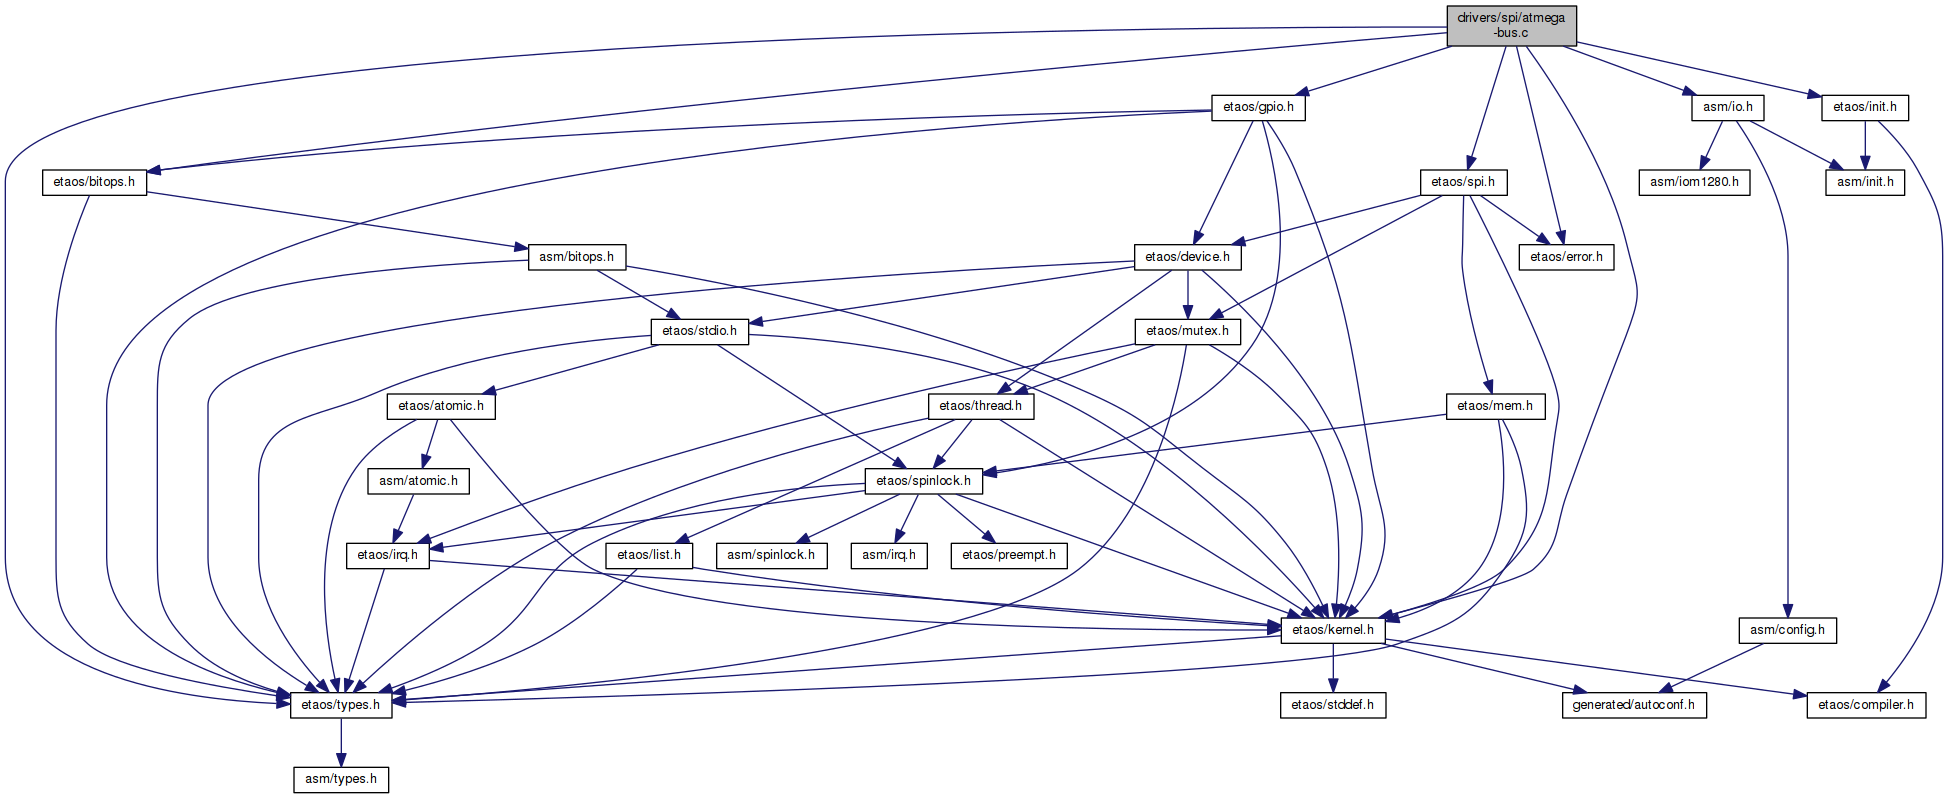 drivers/spi/atmega
-bus.c
etaos/gpio.h
asm/io.h
etaos/init.h
etaos/bitops.h
etaos/spi.h
asm/iom1280.h
asm/init.h
asm/bitops.h
etaos/device.h
etaos/error.h
etaos/stdio.h
etaos/mutex.h
etaos/atomic.h
etaos/thread.h
etaos/mem.h
asm/atomic.h
etaos/spinlock.h
etaos/irq.h
etaos/list.h
asm/spinlock.h
asm/irq.h
etaos/preempt.h
etaos/kernel.h
asm/config.h
etaos/types.h
etaos/stddef.h
generated/autoconf.h
etaos/compiler.h
asm/types.h